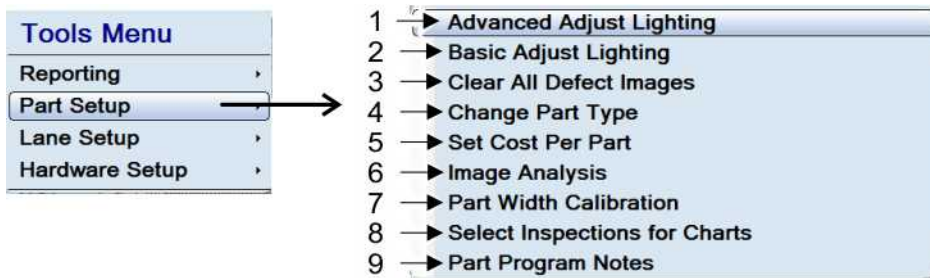 Tools Menu
Reporting
Part Setup
Lane Setup
Hardware Setup
1 Advanced Adjust Lighting
2 Basic Adjust Lighting
3 Clear All Defect Images
4 Change Part Type
5 Set Cost Per Part
6 Image Analysis
7 Part Width Calibration
8 Select Inspections for Charts
9 Part Program Notes